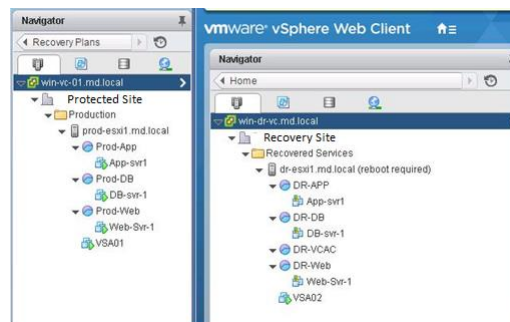 Navigator
Recovery Plans
win-vc-01.md.local
Protected Site
Production
prod-esxi1.md.local
Prod-App
App-svr1
Prod-DB
DB-svr-1
Prod-Web
Web-Svr-1
VSA01
vmware® vSphere Web Client
Navigator
Home
win-dr-vc.md.local
Recovery Site
Recovered Services
dr-esxi1.md.local (reboot required)
DR-APP
App-svr1
DR-DB
DB-svr-1
DR-VCAC
DR-Web
Web-Svr-1
VSA02